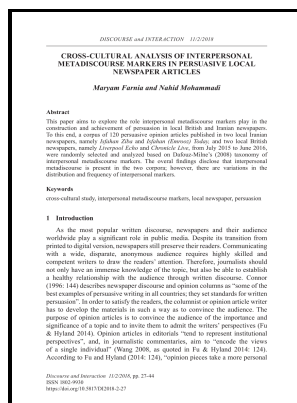 DISCOURSE and INTERACTION 11/2/2018
CROSS-CULTURAL ANALYSIS OF INTERPERSONAL
METADISCOURSE MARKERS IN PERSUASIVE LOCAL
NEWSPAPER ARTICLES
Maryam Farnia and Nahid Mohammadi
Abstract
This paper aims to explore the role interpersonal metadiscourse markers play in the
construction and achievement of persuasion in local British and Iranian newspapers.
To this end, a corpus of 120 persuasive opinion articles published in two local Iranian
newspapers, namely Isfahan Ziba and Isfahan (Emrooz) Today; and two local British
newspapers, namely Liverpool Echo and Chronicle Live, from July 2015 to June 2016,
were randomly selected and analyzed based on Dafouz-Milne's (2008) taxonomy of
interpersonal metadiscourse markers. The overall findings disclose that interpersonal
metadiscourse is present in the two corpora; however, there are variations in the
distribution and frequency of interpersonal markers.
Keywords
cross-cultural study, interpersonal metadiscourse markers, local newspaper, persuasion
1 Introduction
As the most popular written discourse, newspapers and their audience
worldwide play a significant role in public media. Despite its transition from
printed to digital version, newspapers still preserve their readers. Communicating
with a wide, disparate, anonymous audience requires highly skilled and
competent writers to draw the readers' attention. Therefore, journalists should
not only have an immense knowledge of the topic, but also be able to establish
a healthy relationship with the audience through written discourse. Connor
(1996: 144) describes newspaper discourse and opinion columns as "some of the
best examples of persuasive writing in all countries; they set standards for written
persuasion". In order to satisfy the readers, the columnist or opinion article writer
has to develop the materials in such a way as to convince the audience. The
purpose of opinion articles is to convince the audience of the importance and
significance of a topic and to invite them to admit the writers' perspectives (Fu
& Hyland 2014). Opinion articles in editorials "tend to represent institutional
perspectives", and, in journalistic commentaries, aim to "encode the views
of a single individual" (Wang 2008, as quoted in Fu & Hyland 2014: 124).
According to Fu and Hyland (2014: 124), "opinion pieces take a more personal
Discourse and Interaction 11/2/2018, pp. 27-44
ISSN 1802-9930
https://doi.org/10.5817/DI2018-2-27